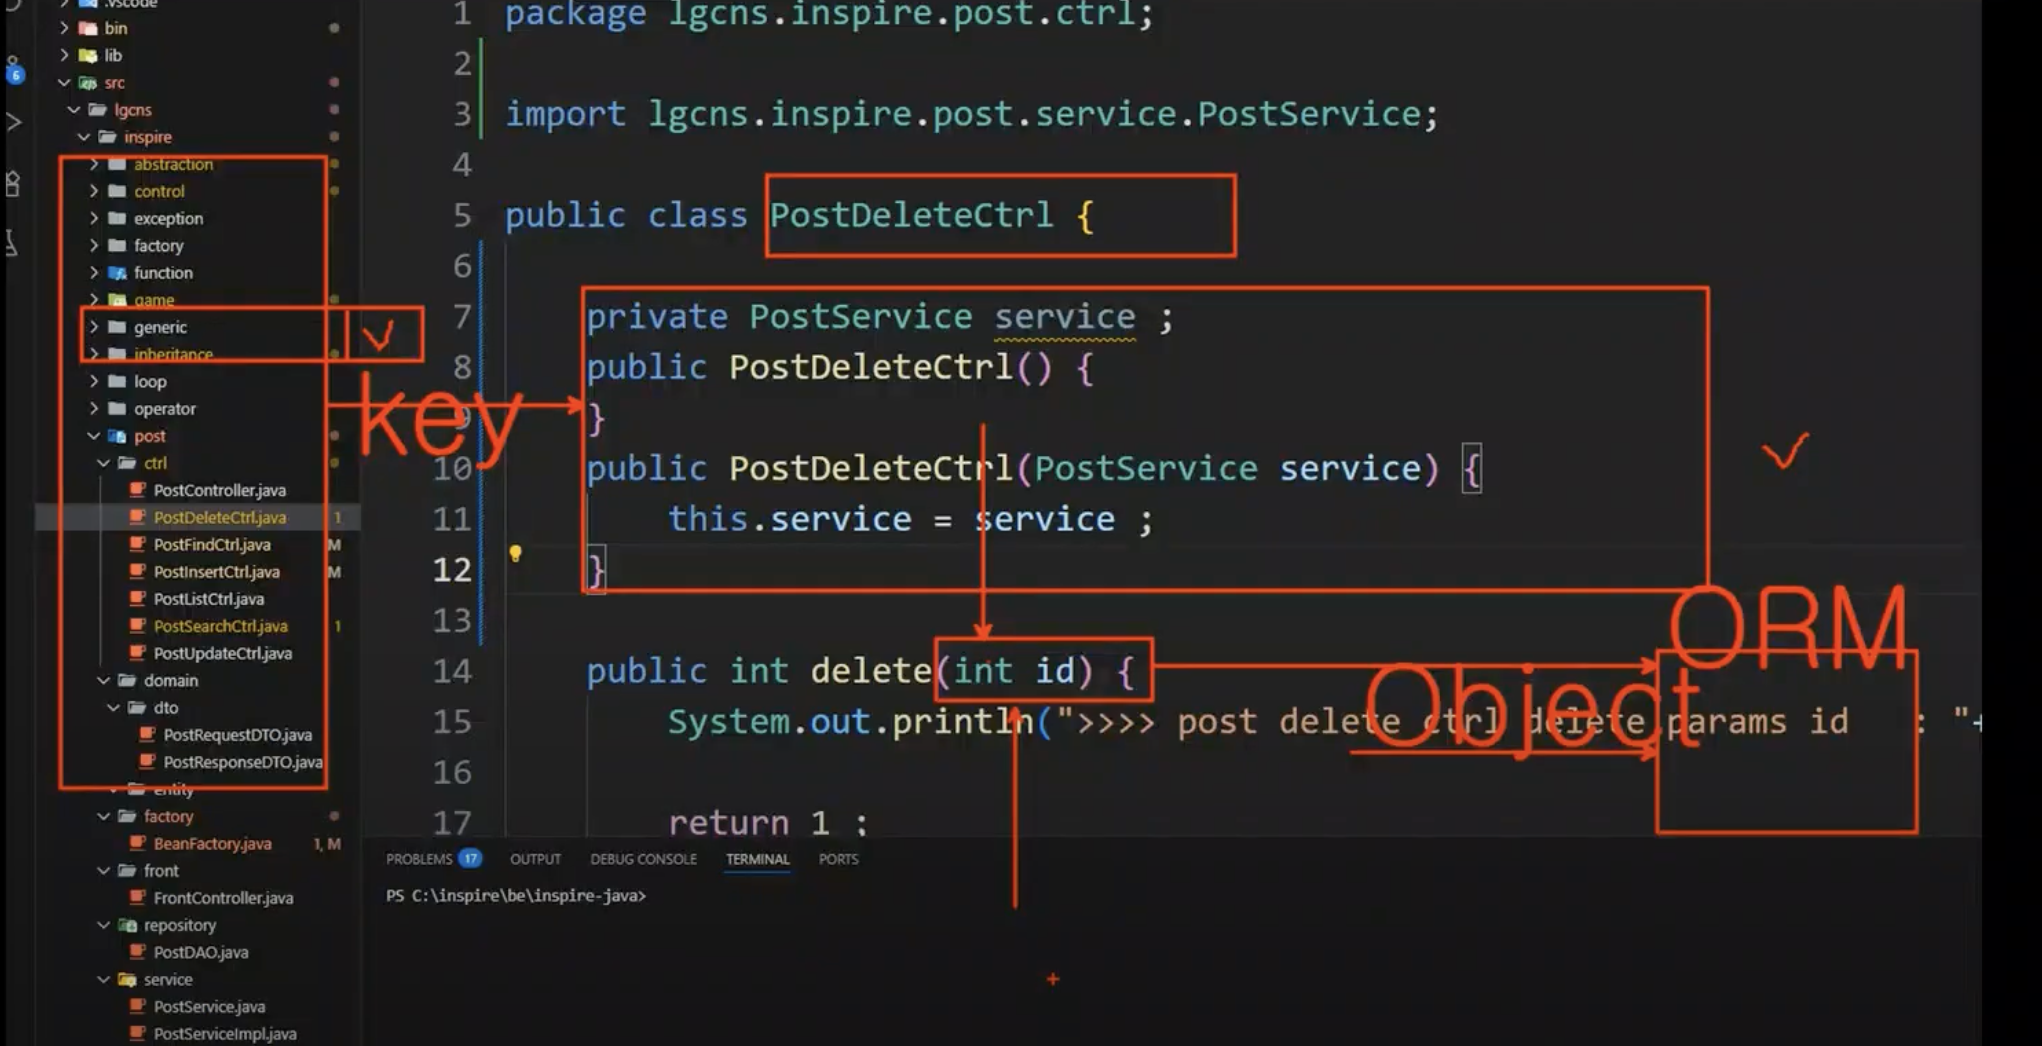 .vscode
bin
lib
6
src
lgcns
inspire
abstraction
control
exception
factory
function
game
generic
inheritance
loop
operator
post
ctrl
PostController.java
PostDeleteCtrl.java 1
PostFindCtrl.java M
PostInsertCtrl.java M
PostListCtrl.java
PostSearchCtrl.java 1
PostUpdateCtrl.java
domain
dto
PostRequestDTO.java
PostResponseDTO.java
entity
factory
BeanFactory.java 1, M
front
FrontController.java
repository
PostDAO.java
service
PostService.java
PostServiceImpl.java
key
1 package lgcns.inspire.post.ctrl;
2
3 import lgcns.inspire.post.service.PostService;
4
5 public class PostDeleteCtrl {
6
7 private PostService service ;
8 public PostDeleteCtrl() {
9 }
10 public PostDeleteCtrl(PostService service) {
11 this.service = service ;
12 }
13
14 public int delete(int id) {
15 System.out.println(">>>> post delete ctrl delete params id : "+
16
17 return 1 ;
ORM
Object
PROBLEMS 17 OUTPUT DEBUG CONSOLE TERMINAL PORTS
PS C:\inspire\be\inspire-java>